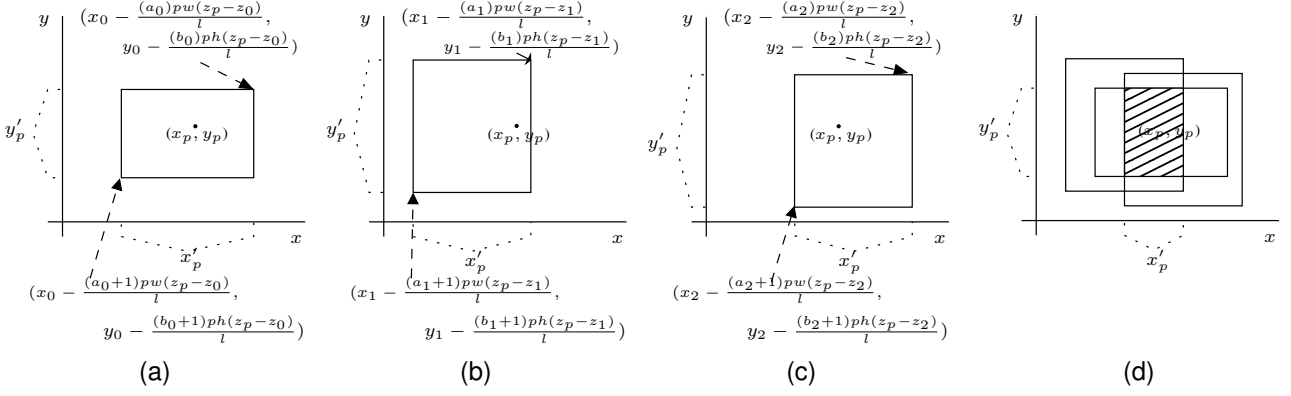 y
(x_0 − \frac{(a_0)pw(z_p−z_0)}{l},
y_0 − \frac{(b_0)ph(z_p−z_0)}{l})
y'_p
(x_p, y_p)
x
x'_p
(x_0 − \frac{(a_0+1)pw(z_p−z_0)}{l},
y_0 − \frac{(b_0+1)ph(z_p−z_0)}{l})
(a)
y
(x_1 − \frac{(a_1)pw(z_p−z_1)}{l},
y_1 − \frac{(b_1)ph(z_p−z_1)}{l})
y'_p
(x_p, y_p)
x
x'_p
(x_1 − \frac{(a_1+1)pw(z_p−z_1)}{l},
y_1 − \frac{(b_1+1)ph(z_p−z_1)}{l})
(b)
y
(x_2 − \frac{(a_2)pw(z_p−z_2)}{l},
y_2 − \frac{(b_2)ph(z_p−z_2)}{l})
y'_p
(x_p, y_p)
x
x'_p
(x_2 − \frac{(a_2+1)pw(z_p−z_2)}{l},
y_2 − \frac{(b_2+1)ph(z_p−z_2)}{l})
(c)
y
y'_p
(x_p, y_p)
x
x'_p
(d)